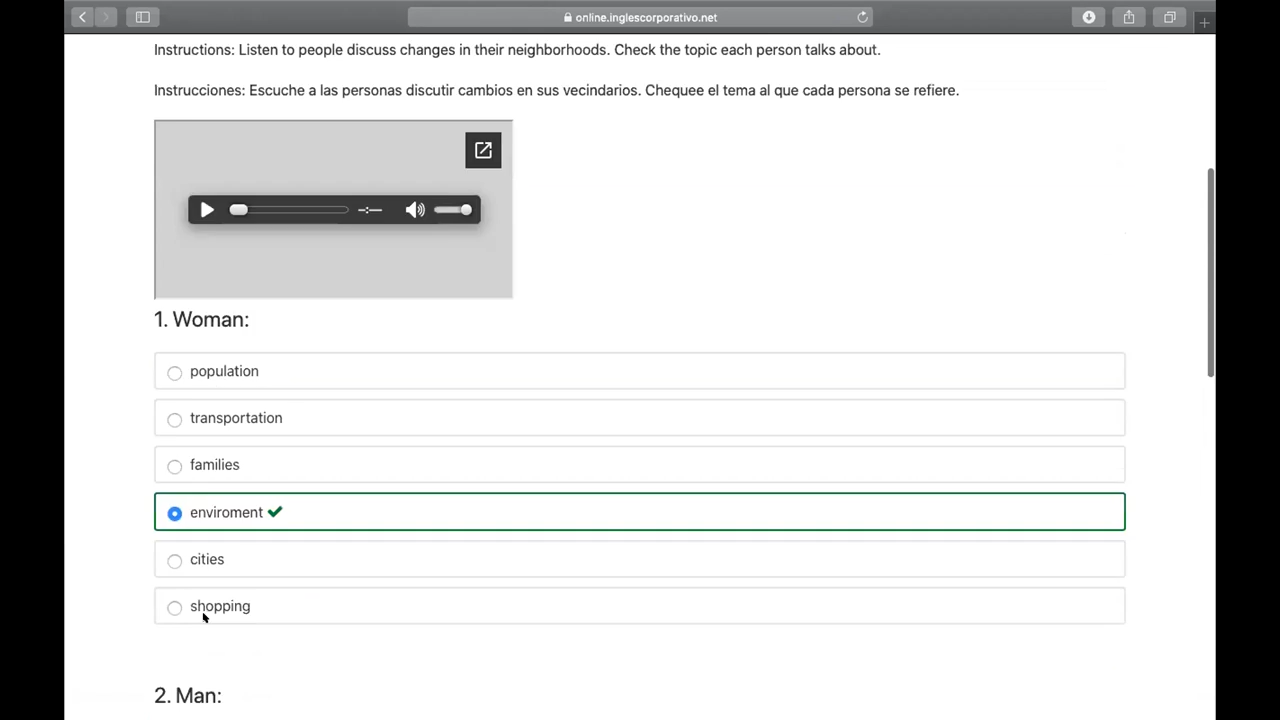 online.inglescorporativo.net
Instructions: Listen to people discuss changes in their neighborhoods. Check the topic each person talks about.
Instrucciones: Escuche a las personas discutir cambios en sus vecindarios. Chequee el tema al que cada persona se refiere.
1. Woman:
population
transportation
families
enviroment
cities
shopping
2. Man: